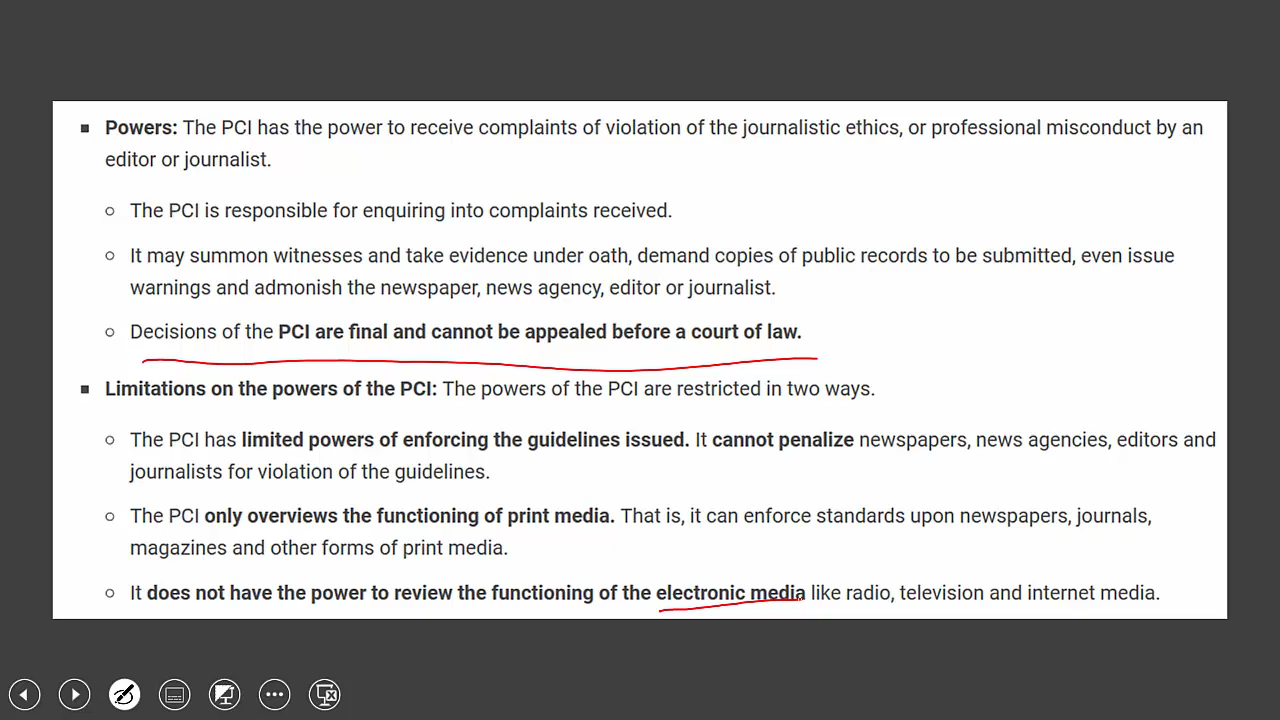 Powers: The PCI has the power to receive complaints of violation of the journalistic ethics, or professional misconduct by an
editor or journalist.
The PCI is responsible for enquiring into complaints received.
It may summon witnesses and take evidence under oath, demand copies of public records to be submitted, even issue
warnings and admonish the newspaper, news agency, editor or journalist.
Decisions of the PCI are final and cannot be appealed before a court of law.
Limitations on the powers of the PCI: The powers of the PCI are restricted in two ways.
The PCI has limited powers of enforcing the guidelines issued. It cannot penalize newspapers, news agencies, editors and
journalists for violation of the guidelines.
The PCI only overviews the functioning of print media. That is, it can enforce standards upon newspapers, journals,
magazines and other forms of print media.
It does not have the power to review the functioning of the electronic media like radio, television and internet media.